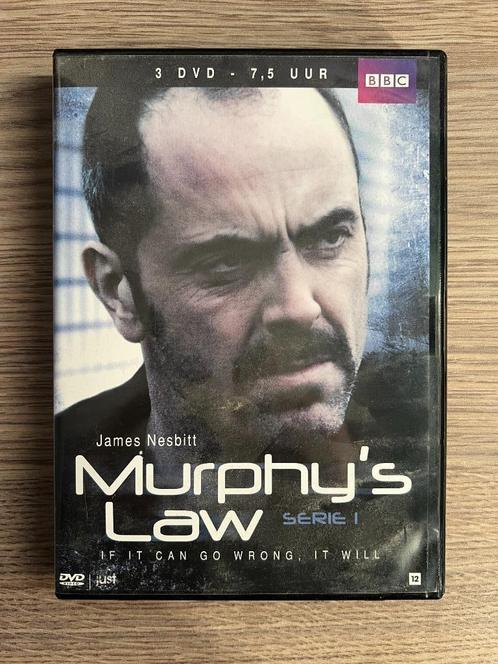 3 DVD - 7,5 UUR
BBC
James Nesbitt
Murphy's
Law SERIE 1
IF IT CAN GO WRONG, IT WILL
DVD
VIDEO
just
12